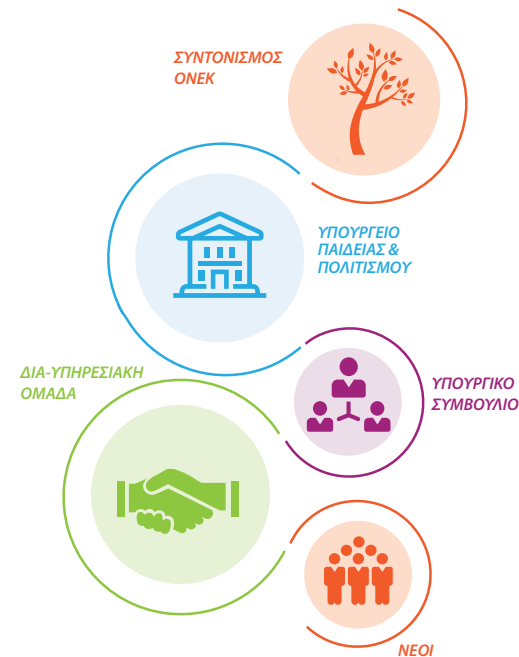 ΣΥΝΤΟΝΙΣΜΟΣ
ΟΝΕΚ
ΥΠΟΥΡΓΕΙΟ
ΠΑΙΔΕΙΑΣ &
ΠΟΛΙΤΙΣΜΟΥ
ΔΙΑ-ΥΠΗΡΕΣΙΑΚΗ
ΟΜΑΔΑ
ΥΠΟΥΡΓΙΚΟ
ΣΥΜΒΟΥΛΙΟ
ΝΕΟΙ